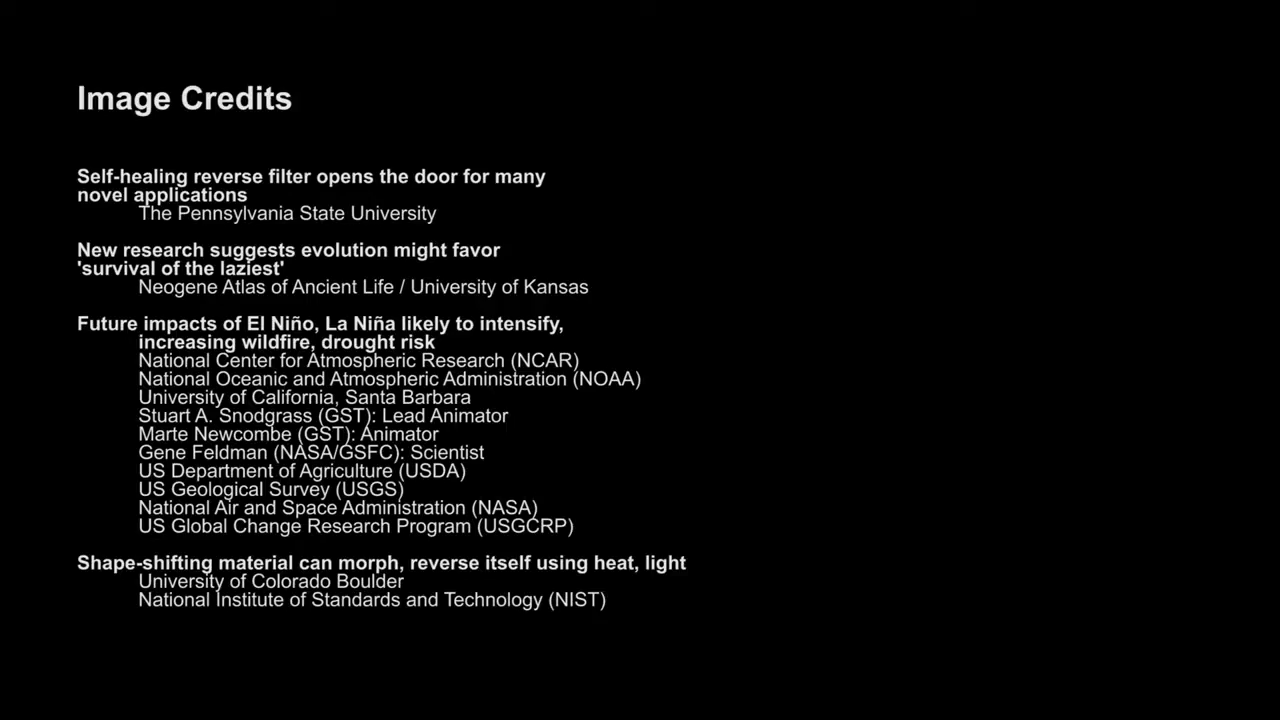 Image Credits
Self-healing reverse filter opens the door for many
novel applications
The Pennsylvania State University
New research suggests evolution might favor
'survival of the laziest'
Neogene Atlas of Ancient Life / University of Kansas
Future impacts of El Niño, La Niña likely to intensify,
increasing wildfire, drought risk
National Center for Atmospheric Research (NCAR)
National Oceanic and Atmospheric Administration (NOAA)
University of California, Santa Barbara
Stuart A. Snodgrass (GST): Lead Animator
Marte Newcombe (GST): Animator
Gene Feldman (NASA/GSFC): Scientist
US Department of Agriculture (USDA)
US Geological Survey (USGS)
National Air and Space Administration (NASA)
US Global Change Research Program (USGCRP)
Shape-shifting material can morph, reverse itself using heat, light
University of Colorado Boulder
National Institute of Standards and Technology (NIST)